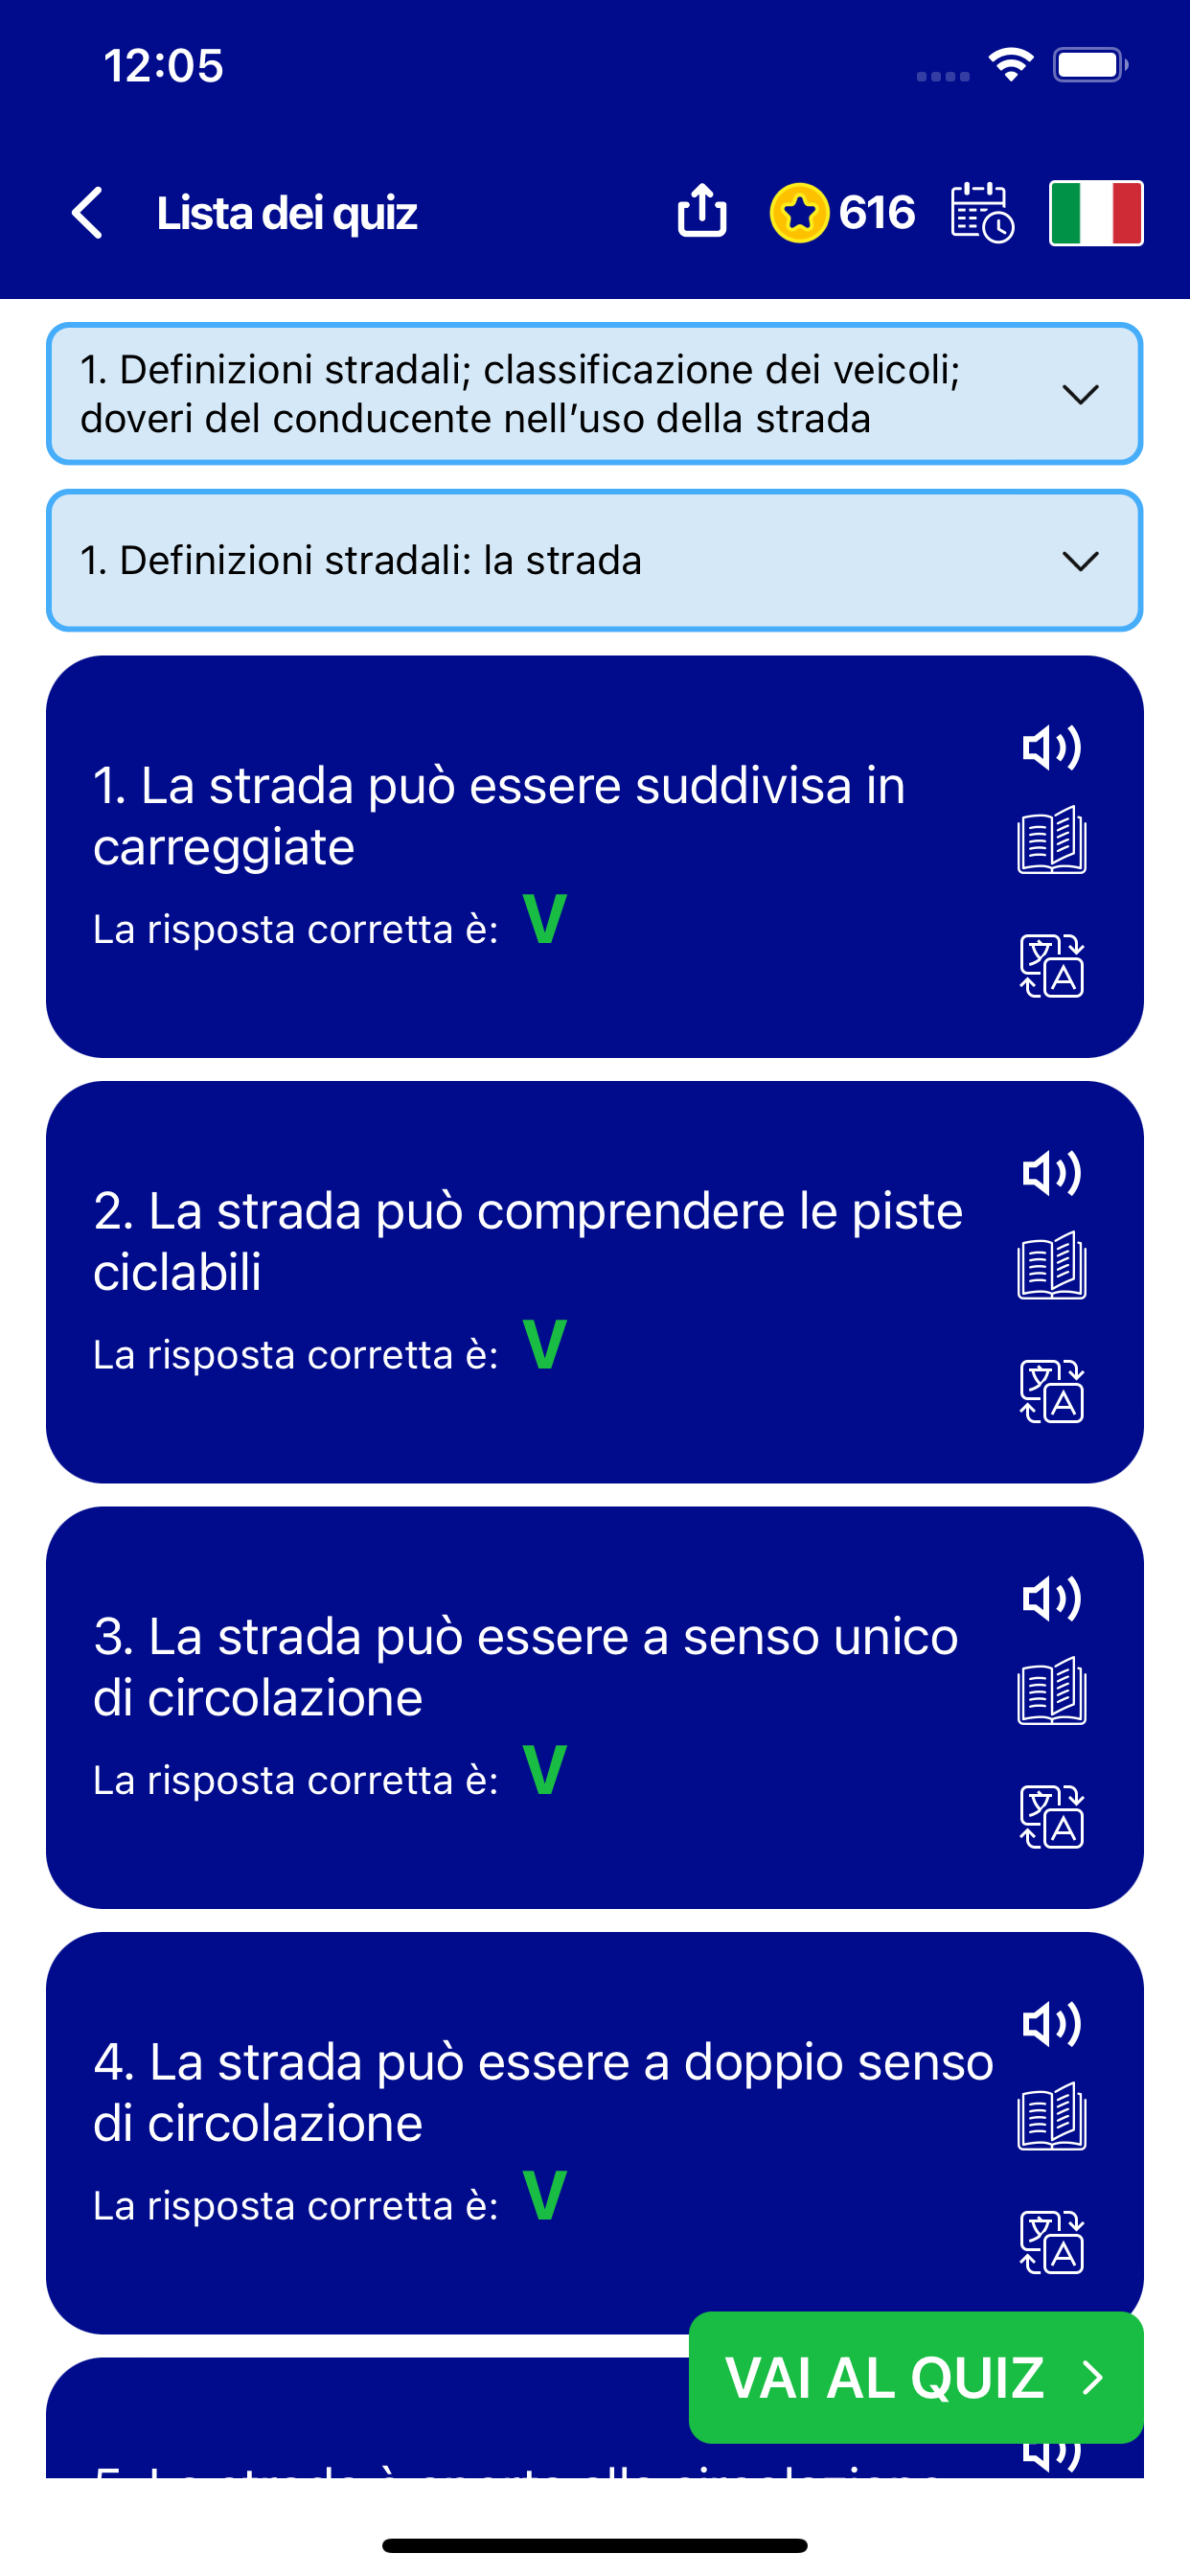 12:05
Lista dei quiz
616
1. Definizioni stradali; classificazione dei veicoli;
doveri del conducente nell’uso della strada
1. Definizioni stradali: la strada
1. La strada può essere suddivisa in
carreggiate
La risposta corretta è: V
2. La strada può comprendere le piste
ciclabili
La risposta corretta è: V
3. La strada può essere a senso unico
di circolazione
La risposta corretta è: V
4. La strada può essere a doppio senso
di circolazione
La risposta corretta è: V
VAI AL QUIZ